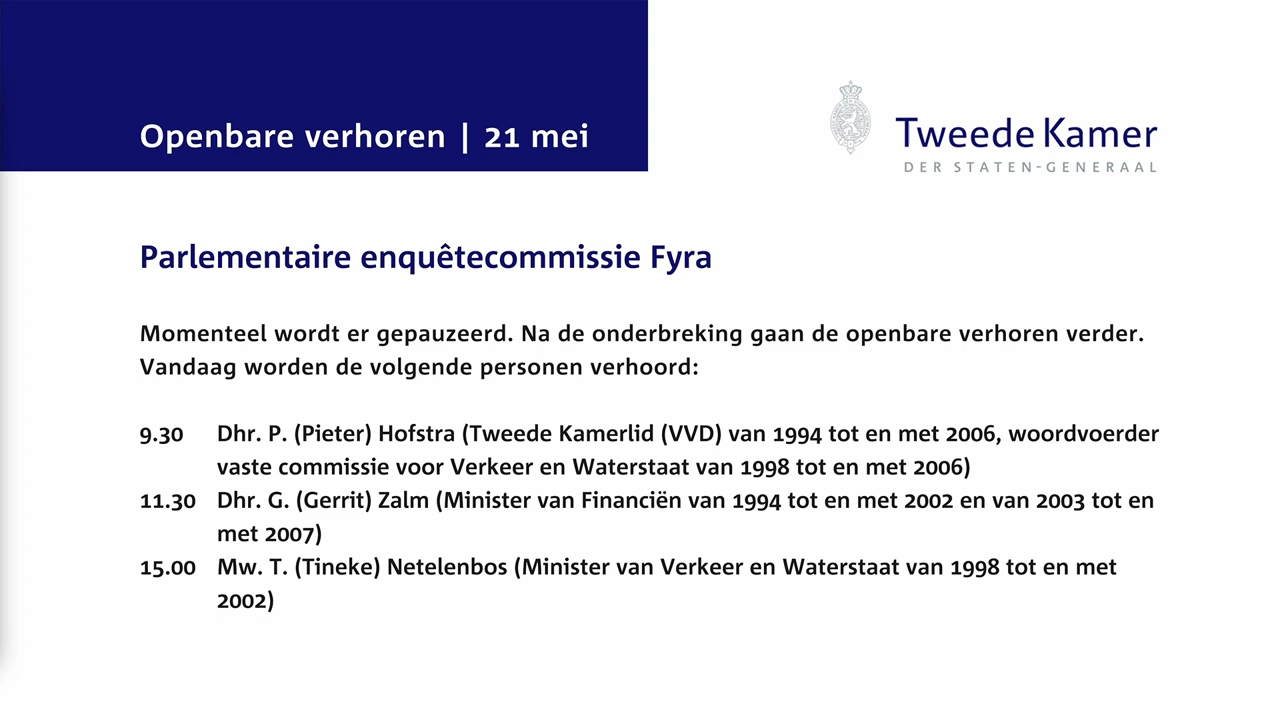 Openbare verhoren | 21 mei
Tweede Kamer
DER STATEN-GENERAAL
Parlementaire enquêtecommissie Fyra
Momenteel wordt er gepauzeerd. Na de onderbreking gaan de openbare verhoren verder.
Vandaag worden de volgende personen verhoord:
9.30 Dhr. P. (Pieter) Hofstra (Tweede Kamerlid (VVD) van 1994 tot en met 2006, woordvoerder
vaste commissie voor Verkeer en Waterstaat van 1998 tot en met 2006)
11.30 Dhr. G. (Gerrit) Zalm (Minister van Financiën van 1994 tot en met 2002 en van 2003 tot en
met 2007)
15.00 Mw. T. (Tineke) Netelenbos (Minister van Verkeer en Waterstaat van 1998 tot en met
2002)